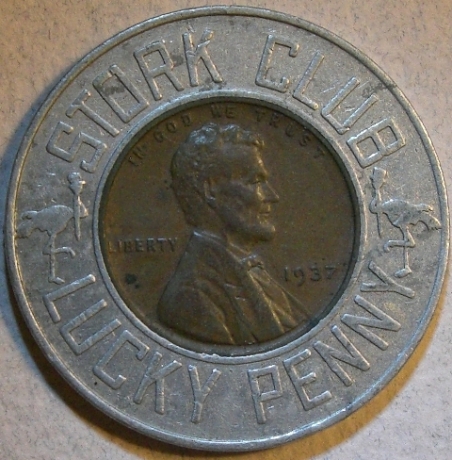 STORK CLUB
IN GOD WE TRUST
LIBERTY
1937
LUCKY PENNY